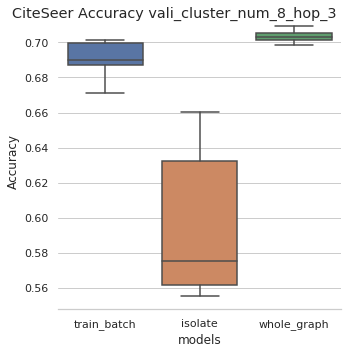 CiteSeer Accuracy vali_cluster_num_8_hop_3
0.70
0.68
0.66
0.64
0.62
0.60
0.58
0.56
Accuracy
train_batch isolate whole_graph
models